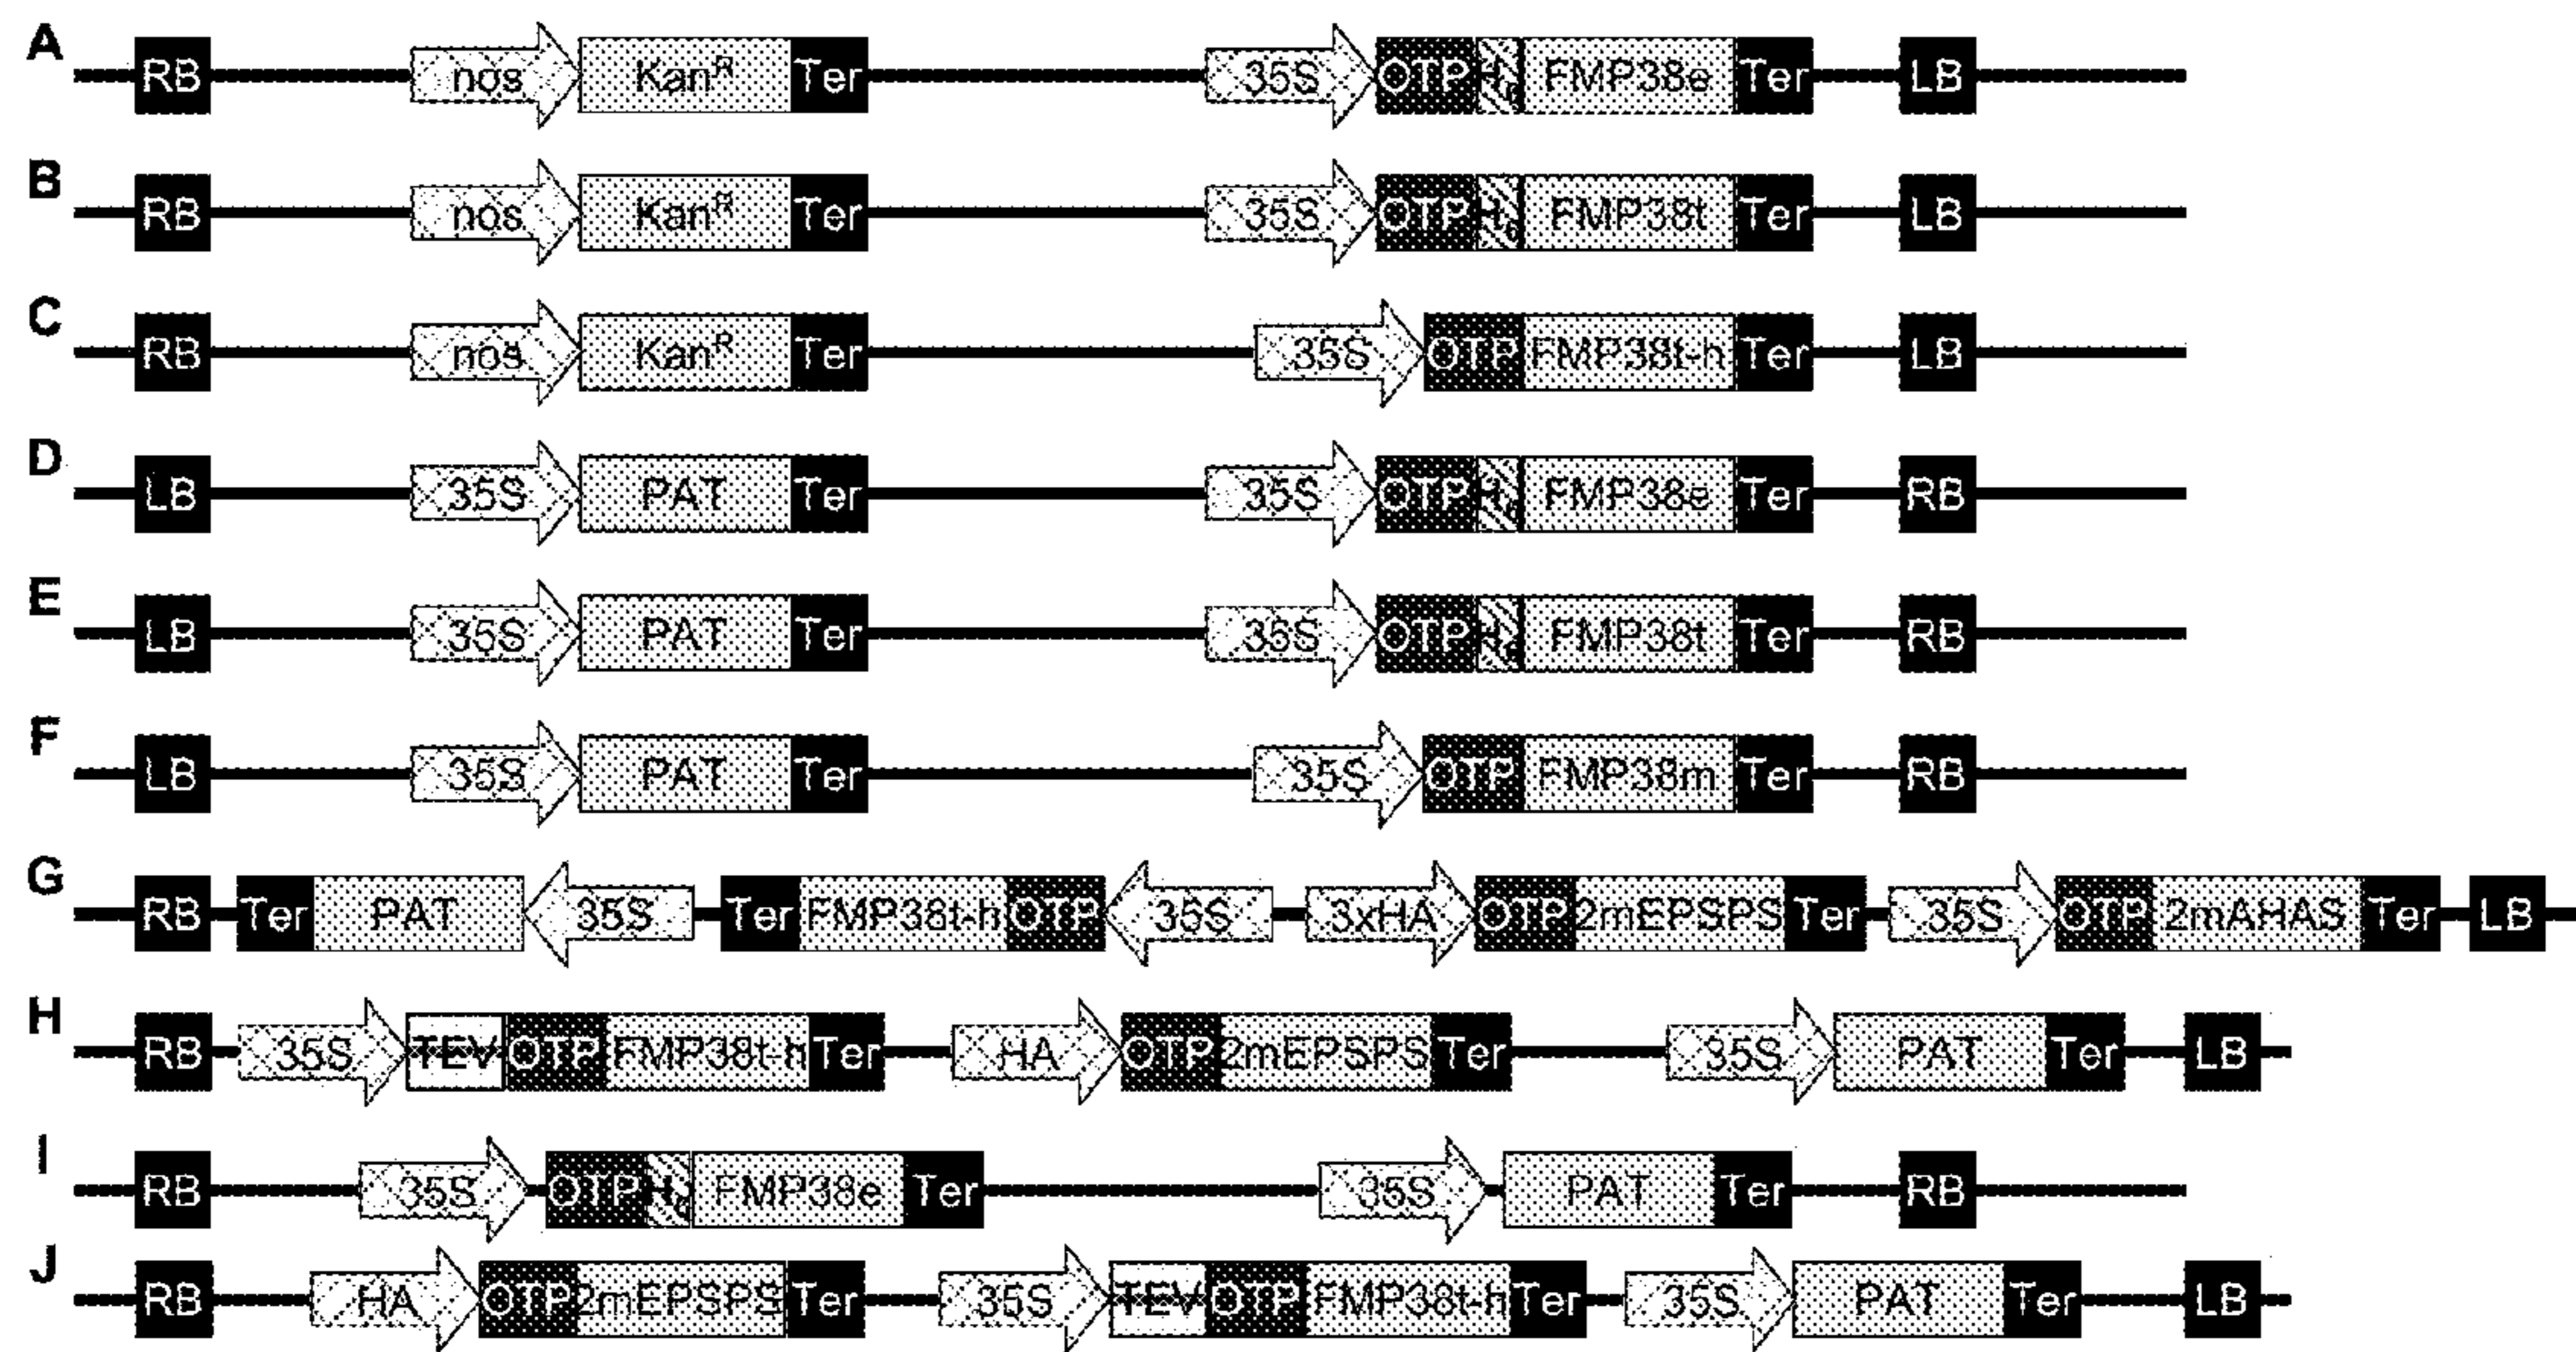 A RB nos Kan^R Ter 35S OTP H₆ FMP38e Ter LB
B RB nos Kan^R Ter 35S OTP H₆ FMP38t Ter LB
C RB nos Kan^R Ter 35S OTP FMP38t-h Ter LB
D LB 35S PAT Ter 35S OTP H₆ FMP38e Ter RB
E LB 35S PAT Ter 35S OTP H₆ FMP38t Ter RB
F LB 35S PAT Ter 35S OTP FMP38m Ter RB
G RB Ter PAT 35S Ter FMP38t-h OTP 35S 3xHA OTP 2mEPSPS Ter 35S OTP 2mAHAS Ter LB
H RB 35S TEV OTP FMP38t-h Ter HA OTP 2mEPSPS Ter 35S PAT Ter LB
I RB 35S OTP H₆ FMP38e Ter 35S PAT Ter RB
J RB HA OTP 2mEPSPS Ter 35S TEV OTP FMP38t-h Ter 35S PAT Ter LB